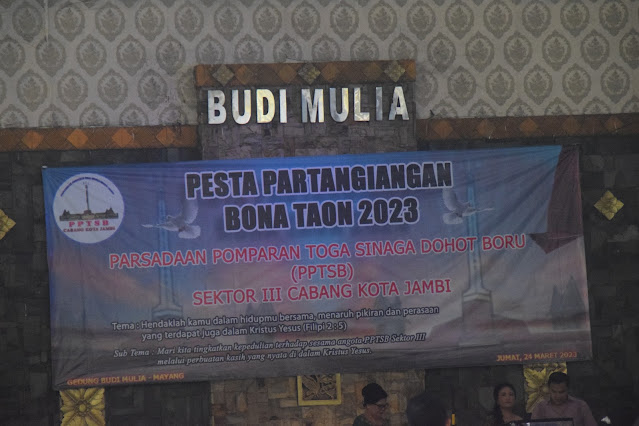 BUDI MULIA
PESTA PARTANGIANGAN
BONA TAON 2023
PPTSB
CABANG KOTA JAMBI
PARSADAAN POMPARAN TOGA SINAGA DOHOT BORU
(PPTSB)
SEKTOR III CABANG KOTA JAMBI
Tema : Hendaklah kamu dalam hidupmu bersama, menaruh pikiran dan perasaan
yang terdapat juga dalam Kristus Yesus (Filipi 2 :5)
Sub Tema : Mari kita tingkatkan kepedulian terhadap sesama angota PPTSB Sektor III
melalui perbuatan kasih yang nyata di dalam Kristus Yesus.
GEDUNG BUDI MULIA - MAYANG
JUMAT, 24 MARET 2023